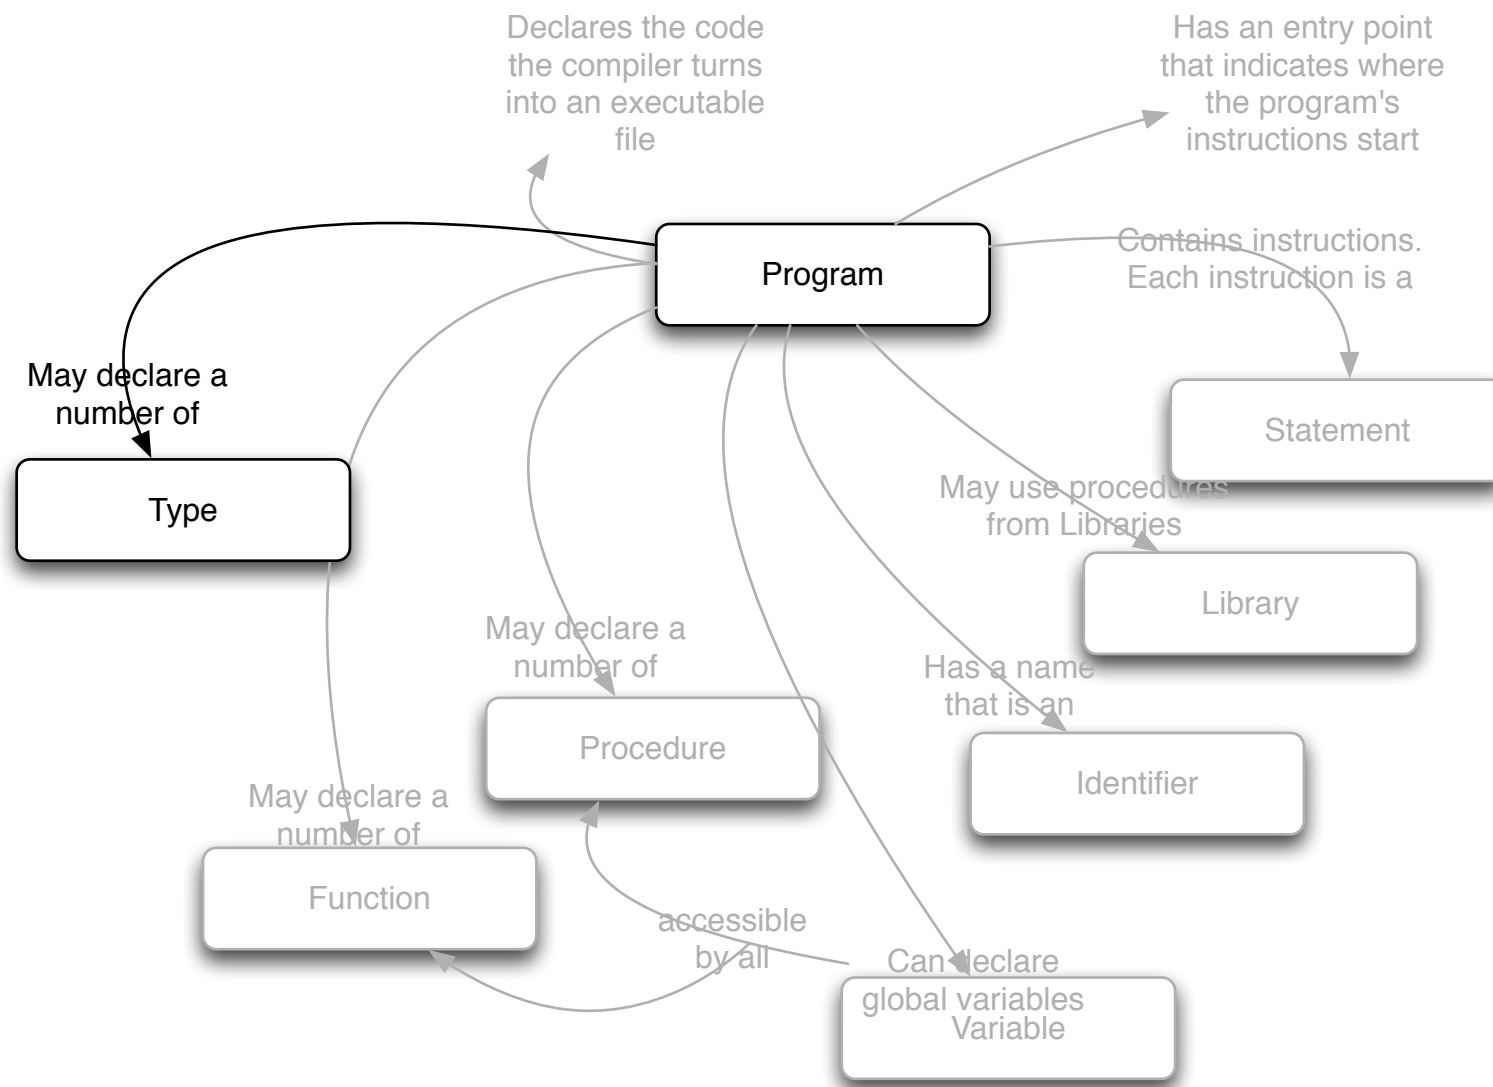 Declares the code
the compiler turns
into an executable
file
Has an entry point
that indicates where
the program's
instructions start
Program
Contains instructions.
Each instruction is a
May declare a
number of
Statement
Type
May use procedures
from Libraries
Library
May declare a
number of
Has a name
that is an
Procedure
Identifier
May declare a
number of
Function
accessible
by all
Can declare
global variables
Variable